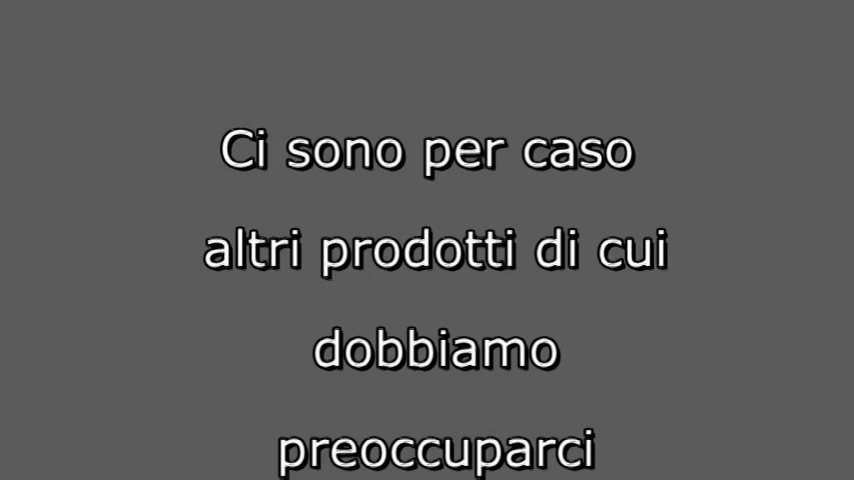 Ci sono per caso
altri prodotti di cui
dobbiamo
preoccuparci